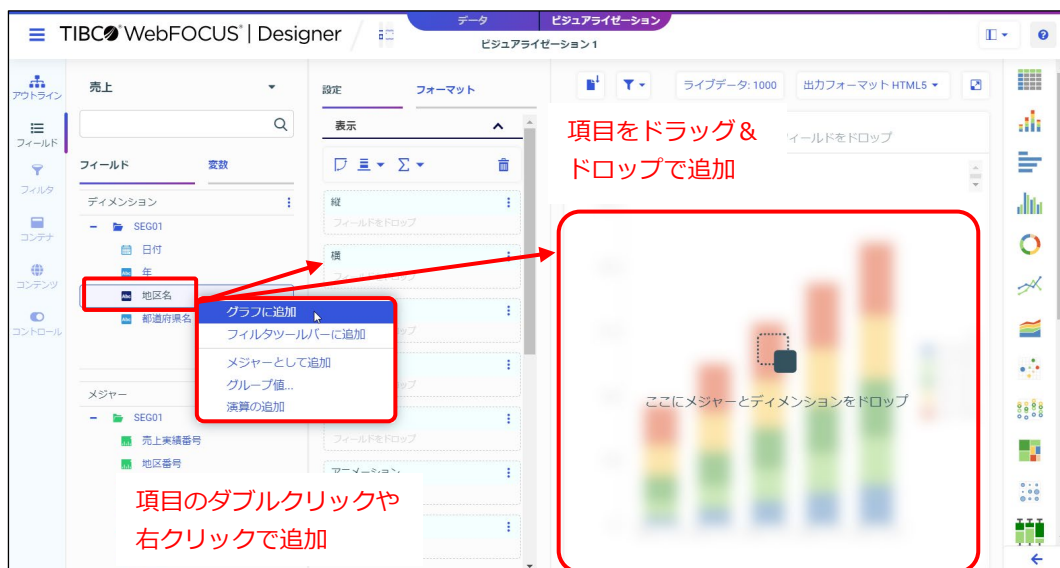 データ
ビジュアライゼーション
TIBCO WebFOCUS | Designer
ビジュアライゼーション 1
アウトライン
フィールド
フィルタ
コンテナ
コンテンツ
コントロール
売上
フィールド
変数
ディメンション
SEG01
日付
年
地区名
都道府県名
メジャー
SEG01
売上実績番号
地区番号
グラフに追加
フィルタツールバーに追加
メジャーとして追加
グループ値...
演算の追加
項目のダブルクリックや
右クリックで追加
設定
フォーマット
表示
縦
フィールドをドロップ
横
フィールドをドロップ
フィールドをドロップ
アニメーション
ライブデータ: 1000
出力フォーマット HTML5
項目をドラッグ＆
ドロップで追加
フィールドをドロップ
ここにメジャーとディメンションをドロップ